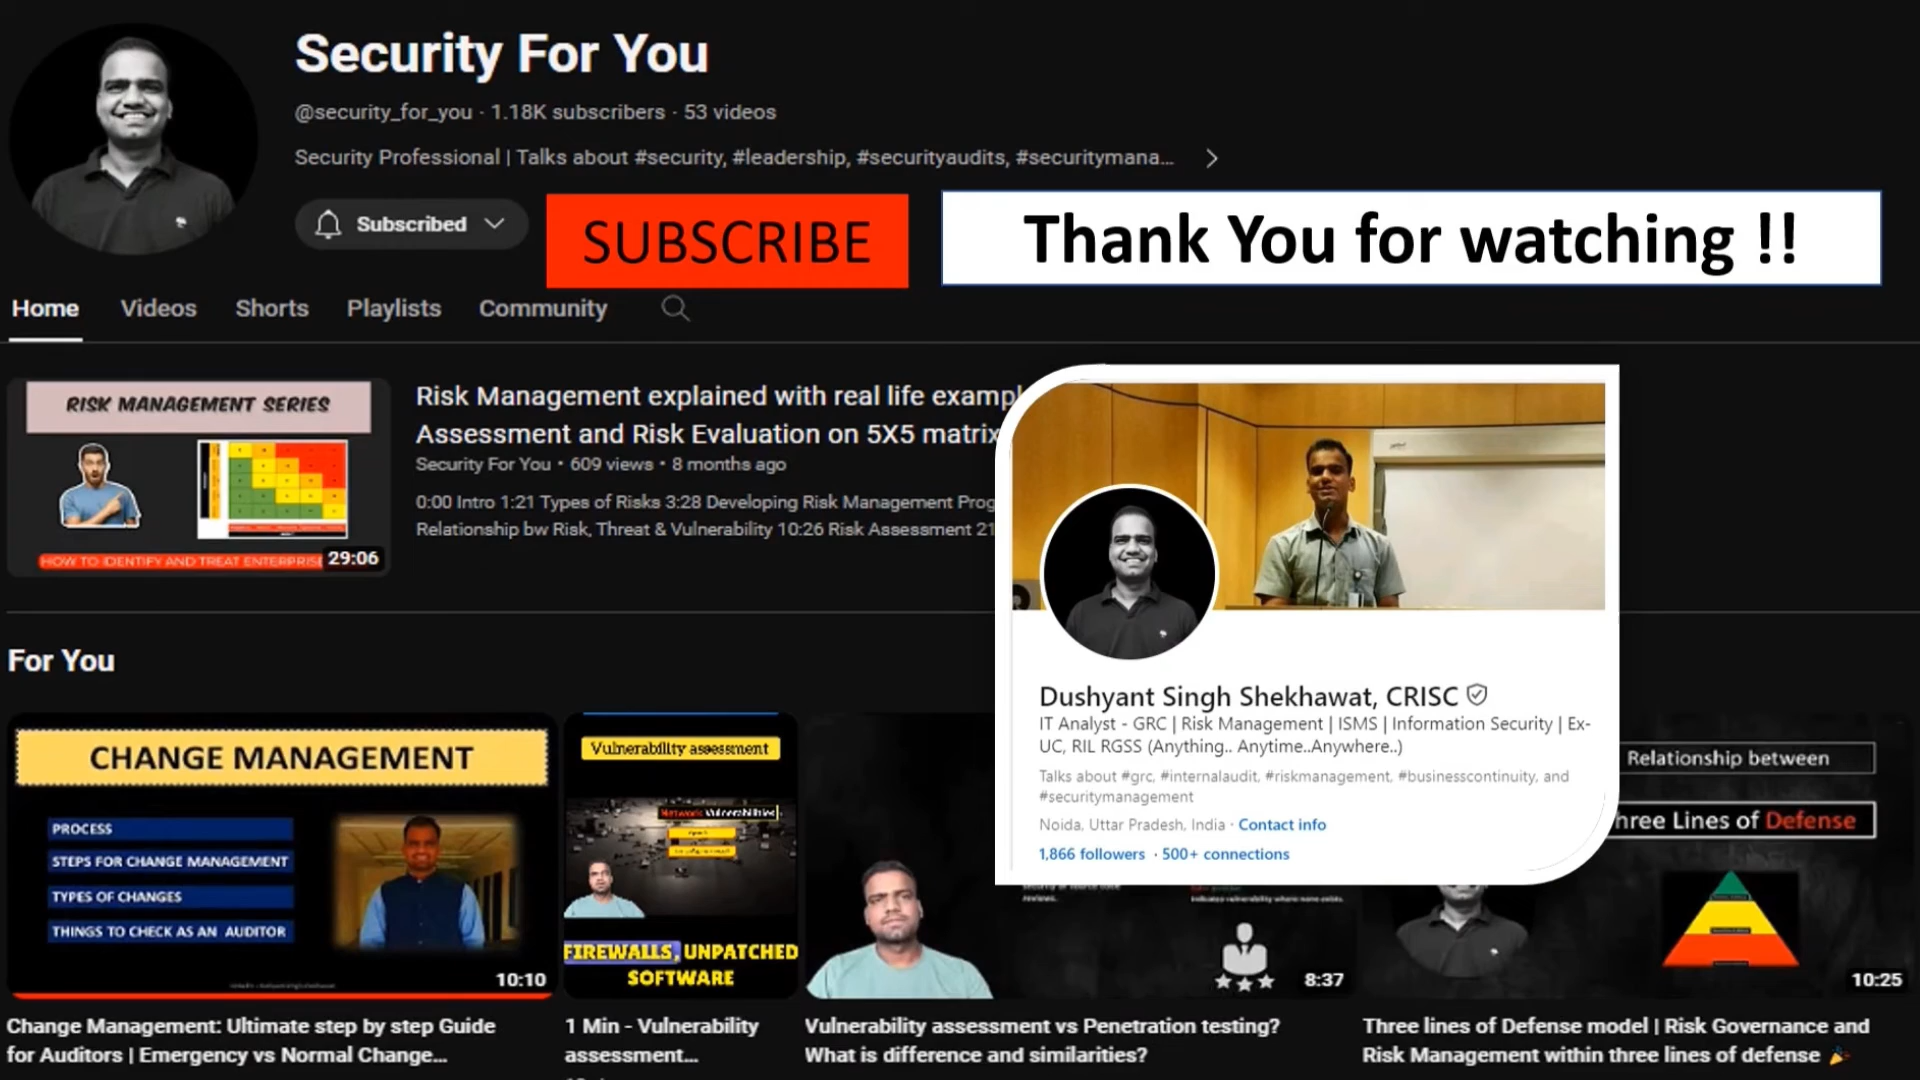 Security For You
@security_for_you · 1.18K subscribers · 53 videos
Security Professional | Talks about #security, #leadership, #securityaudits, #securitymana...
Subscribed
SUBSCRIBE
Thank You for watching !!
Home Videos Shorts Playlists Community
RISK MANAGEMENT SERIES
HOW TO IDENTIFY AND TREAT ENTERPRIS
29:06
Risk Management explained with real life exampl
Assessment and Risk Evaluation on 5X5 matrix
Security For You • 609 views • 8 months ago
0:00 Intro 1:21 Types of Risks 3:28 Developing Risk Management Prog
Relationship bw Risk, Threat & Vulnerability 10:26 Risk Assessment 21
Dushyant Singh Shekhawat, CRISC
IT Analyst - GRC | Risk Management | ISMS | Information Security | Ex-
UC, RIL RGSS (Anything.. Anytime..Anywhere..)
Talks about #grc, #internalaudit, #riskmanagement, #businesscontinuity, and
#securitymanagement
Noida, Uttar Pradesh, India · Contact info
1,866 followers · 500+ connections
For You
CHANGE MANAGEMENT
PROCESS
STEPS FOR CHANGE MANAGEMENT
TYPES OF CHANGES
THINGS TO CHECK AS AN AUDITOR
10:10
Change Management: Ultimate step by step Guide
for Auditors | Emergency vs Normal Change...
Vulnerability assessment
Network Vulnerabilities
FIREWALLS, UNPATCHED
SOFTWARE
1 Min - Vulnerability
assessment...
8:37
Vulnerability assessment vs Penetration testing?
What is difference and similarities?
Relationship between
hree Lines of Defense
10:25
Three lines of Defense model | Risk Governance and
Risk Management within three lines of defense